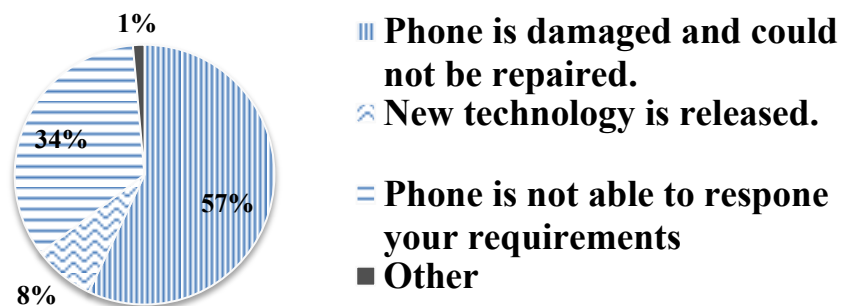 1%
34%
57%
8%
Phone is damaged and could
not be repaired.
New technology is released.
Phone is not able to respone
your requirements
Other